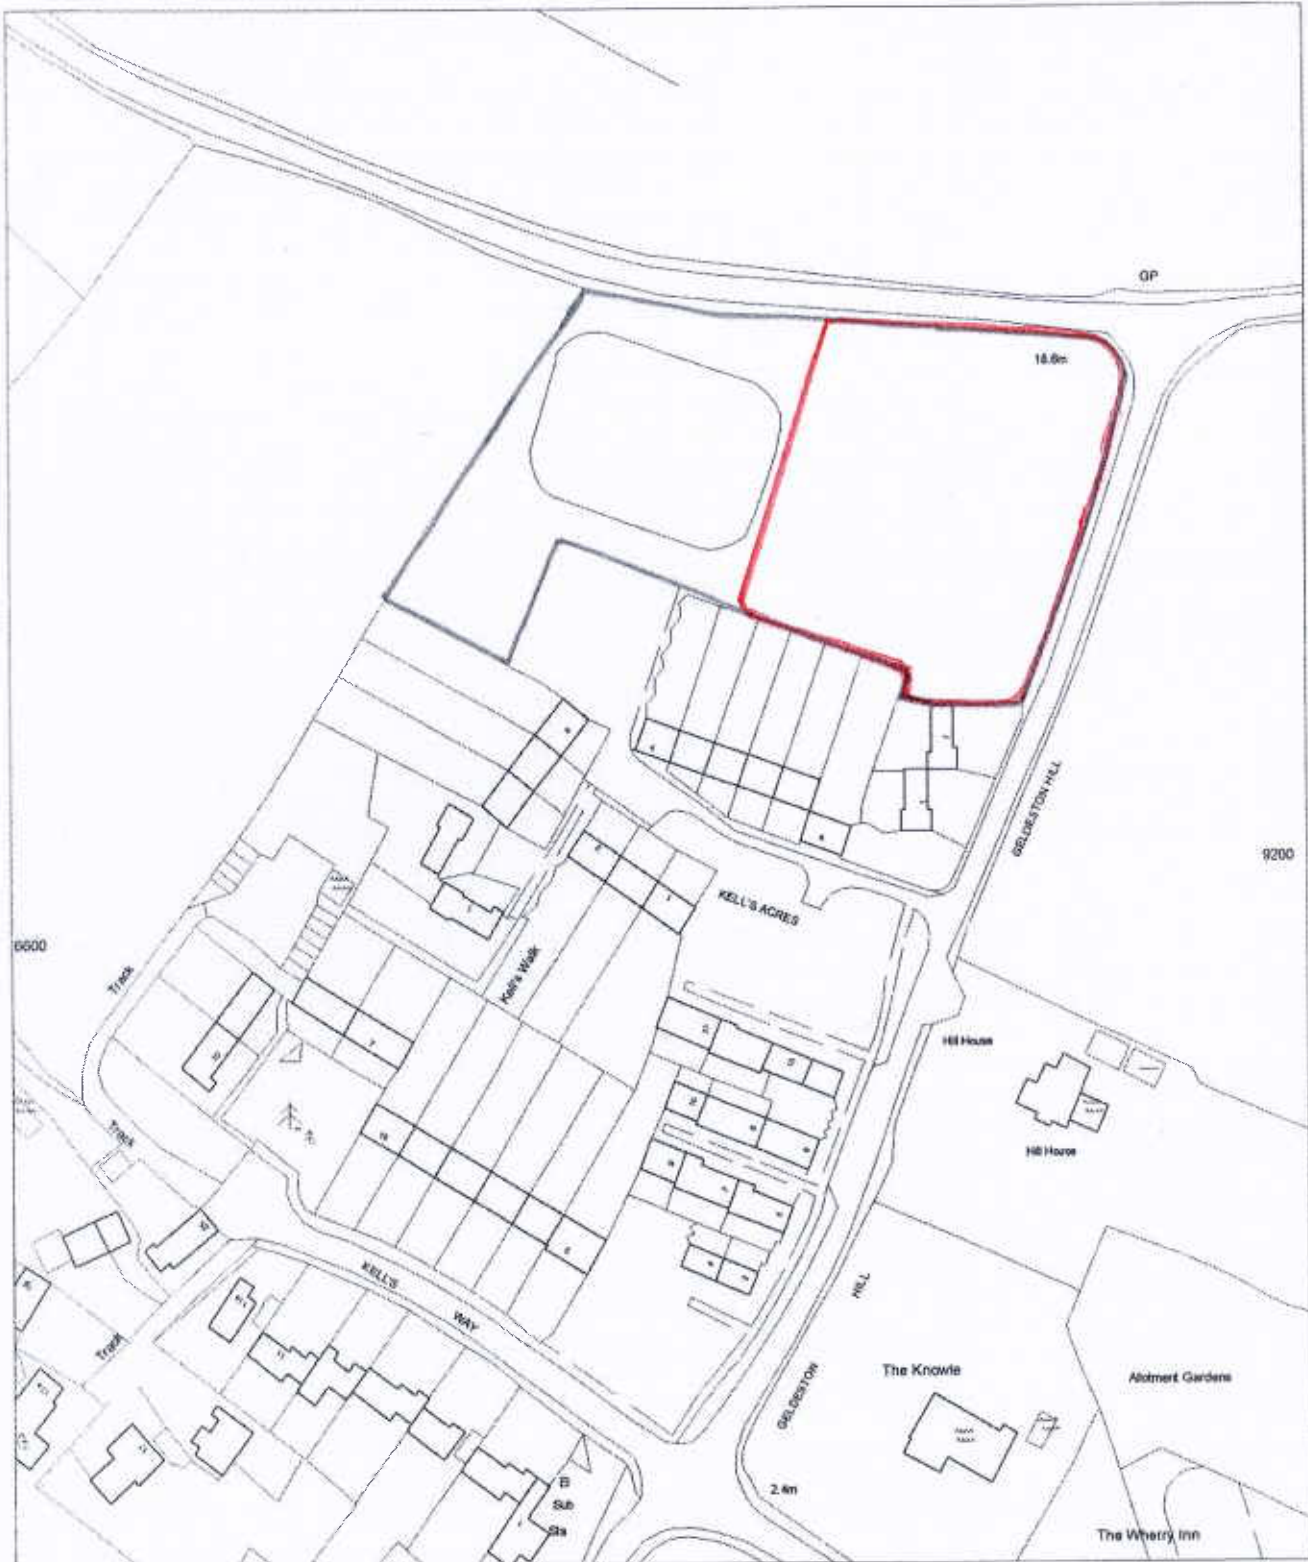 GP
18.6m
GELDESTON HILL
9200
KELL'S ACRES
6600
Kell's Walk
Track
Hill House
Hill House
Track
KELL'S
WAY
HILL
GELDESTON
The Knowle
Allotment Gardens
Track
El
Sub
Sta
2.4m
The Wherry Inn